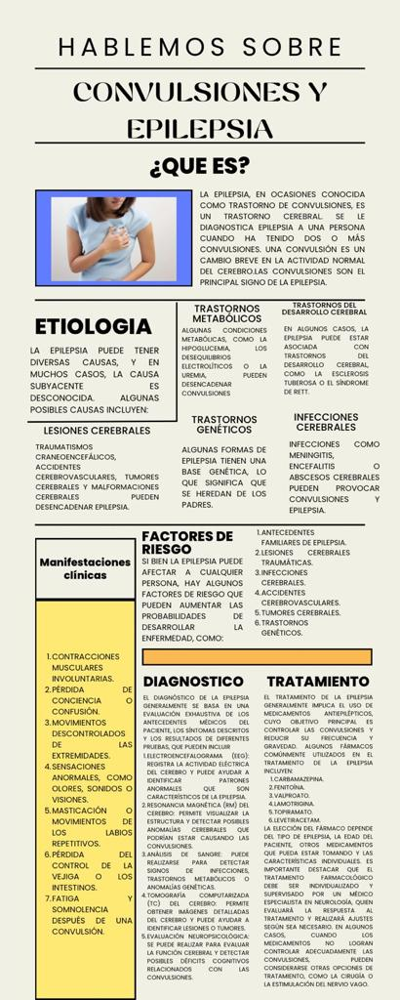 HABLEMOS SOBRE
CONVULSIONES Y
EPILEPSIA
¿QUE ES?
LA EPILEPSIA, EN OCASIONES CONOCIDA
COMO TRASTORNO DE CONVULSIONES, ES
UN TRASTORNO CEREBRAL. SE LE
DIAGNOSTICA EPILEPSIA A UNA PERSONA
CUANDO HA TENIDO DOS O MÁS
CONVULSIONES. UNA CONVULSIÓN ES UN
CAMBIO BREVE EN LA ACTIVIDAD NORMAL
DEL CEREBRO.LAS CONVULSIONES SON EL
PRINCIPAL SIGNO DE LA EPILEPSIA.
ETIOLOGIA
LA EPILEPSIA PUEDE TENER
DIVERSAS CAUSAS, Y EN
MUCHOS CASOS, LA CAUSA
SUBYACENTE ES
DESCONOCIDA. ALGUNAS
POSIBLES CAUSAS INCLUYEN:
TRASTORNOS
METABÓLICOS
ALGUNAS CONDICIONES
METABÓLICAS, COMO LA
HIPOGLUCEMIA, LOS
DESEQUILIBRIOS
ELECTROLÍTICOS O LA
UREMIA, PUEDEN
DESENCADENAR
CONVULSIONES
TRASTORNOS DEL
DESARROLLO CEREBRAL
EN ALGUNOS CASOS, LA
EPILEPSIA PUEDE ESTAR
ASOCIADA CON
TRASTORNOS DEL
DESARROLLO CEREBRAL,
COMO LA ESCLEROSIS
TUBEROSA O EL SÍNDROME
DE RETT.
LESIONES CEREBRALES
TRAUMATISMOS
CRANEOENCEFÁLICOS,
ACCIDENTES
CEREBROVASCULARES, TUMORES
CEREBRALES Y MALFORMACIONES
CEREBRALES PUEDEN
DESENCADENAR EPILEPSIA.
TRASTORNOS
GENÉTICOS
ALGUNAS FORMAS DE
EPILEPSIA TIENEN UNA
BASE GENÉTICA, LO
QUE SIGNIFICA QUE
SE HEREDAN DE LOS
PADRES.
INFECCIONES
CEREBRALES
INFECCIONES COMO
MENINGITIS,
ENCEFALITIS O
ABSCESOS CEREBRALES
PUEDEN PROVOCAR
CONVULSIONES Y
EPILEPSIA.
Manifestaciones
clínicas
1.CONTRACCIONES
MUSCULARES
INVOLUNTARIAS.
2.PÉRDIDA DE
CONCIENCIA O
CONFUSIÓN.
3.MOVIMIENTOS
DESCONTROLADOS
DE LAS
EXTREMIDADES.
4.SENSACIONES
ANORMALES, COMO
OLORES, SONIDOS O
VISIONES.
5.MASTICACIÓN O
MOVIMIENTOS DE
LOS LABIOS
REPETITIVOS.
6.PÉRDIDA DEL
CONTROL DE LA
VEJIGA O LOS
INTESTINOS.
7.FATIGA Y
SOMNOLENCIA
DESPUÉS DE UNA
CONVULSIÓN.
FACTORES DE
RIESGO
SI BIEN LA EPILEPSIA PUEDE
AFECTAR A CUALQUIER
PERSONA, HAY ALGUNOS
FACTORES DE RIESGO QUE
PUEDEN AUMENTAR LAS
PROBABILIDADES DE
DESARROLLAR LA
ENFERMEDAD, COMO:
1.ANTECEDENTES
FAMILIARES DE EPILEPSIA.
2.LESIONES CEREBRALES
TRAUMÁTICAS.
3.INFECCIONES
CEREBRALES.
4.ACCIDENTES
CEREBROVASCULARES.
5.TUMORES CEREBRALES.
6.TRASTORNOS
GENÉTICOS.
DIAGNOSTICO
EL DIAGNÓSTICO DE LA EPILEPSIA
GENERALMENTE SE BASA EN UNA
EVALUACIÓN EXHAUSTIVA DE LOS
ANTECEDENTES MÉDICOS DEL
PACIENTE, LOS SÍNTOMAS DESCRITOS
Y LOS RESULTADOS DE DIFERENTES
PRUEBAS, QUE PUEDEN INCLUIR
1.ELECTROENCEFALOGRAMA (EEG):
REGISTRA LA ACTIVIDAD ELÉCTRICA
DEL CEREBRO Y PUEDE AYUDAR A
IDENTIFICAR PATRONES
ANORMALES QUE SON
CARACTERÍSTICOS DE LA EPILEPSIA.
2.RESONANCIA MAGNÉTICA (RM) DEL
CEREBRO: PERMITE VISUALIZAR LA
ESTRUCTURA Y DETECTAR POSIBLES
ANOMALÍAS CEREBRALES QUE
PODRÍAN ESTAR CAUSANDO LAS
CONVULSIONES.
3.ANÁLISIS DE SANGRE: PUEDE
REALIZARSE PARA DETECTAR
SIGNOS DE INFECCIONES,
TRASTORNOS METABÓLICOS O
ANOMALÍAS GENÉTICAS.
4.TOMOGRAFÍA COMPUTARIZADA
(TC) DEL CEREBRO: PERMITE
OBTENER IMÁGENES DETALLADAS
DEL CEREBRO Y PUEDE AYUDAR A
IDENTIFICAR LESIONES O TUMORES.
5.EVALUACIÓN NEUROPSICOLÓGICA:
SE PUEDE REALIZAR PARA EVALUAR
LA FUNCIÓN CEREBRAL Y DETECTAR
POSIBLES DÉFICITS COGNITIVOS
RELACIONADOS CON LAS
CONVULSIONES.
TRATAMIENTO
EL TRATAMIENTO DE LA EPILEPSIA
GENERALMENTE IMPLICA EL USO DE
MEDICAMENTOS ANTIEPILÉPTICOS,
CUYO OBJETIVO PRINCIPAL ES
CONTROLAR LAS CONVULSIONES Y
REDUCIR SU FRECUENCIA Y
GRAVEDAD. ALGUNOS FÁRMACOS
COMÚNMENTE UTILIZADOS EN EL
TRATAMIENTO DE LA EPILEPSIA
INCLUYEN:
1.CARBAMAZEPINA.
2.FENITOÍNA.
3.VALPROATO.
4.LAMOTRIGINA.
5.TOPIRAMATO.
6.LEVETIRACETAM.
LA ELECCIÓN DEL FÁRMACO DEPENDE
DEL TIPO DE EPILEPSIA, LA EDAD DEL
PACIENTE, OTROS MEDICAMENTOS
QUE PUEDA ESTAR TOMANDO Y LAS
CARACTERÍSTICAS INDIVIDUALES. ES
IMPORTANTE DESTACAR QUE EL
TRATAMIENTO FARMACOLÓGICO
DEBE SER INDIVIDUALIZADO Y
SUPERVISADO POR UN MÉDICO
ESPECIALISTA EN NEUROLOGÍA, QUIEN
EVALUARÁ LA RESPUESTA AL
TRATAMIENTO Y REALIZARÁ AJUSTES
SEGÚN SEA NECESARIO. EN ALGUNOS
CASOS, CUANDO LOS
MEDICAMENTOS NO LOGRAN
CONTROLAR ADECUADAMENTE LAS
CONVULSIONES, PUEDEN
CONSIDERARSE OTRAS OPCIONES DE
TRATAMIENTO, COMO LA CIRUGÍA O
LA ESTIMULACIÓN DEL NERVIO VAGO.